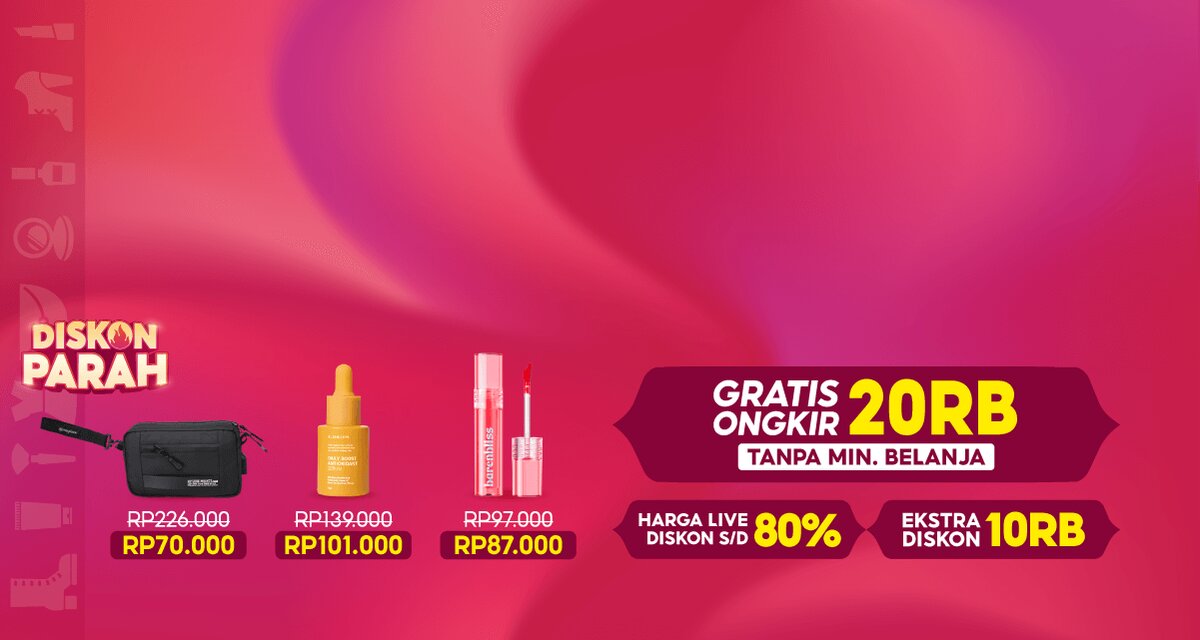 DISKON
PARAH
RP226.000
RP70.000
RP139.000
RP101.000
barenbliss
RP97.000
RP87.000
GRATIS
ONGKIR
20RB
TANPA MIN. BELANJA
HARGA LIVE
DISKON S/D
80%
EKSTRA
DISKON
10RB